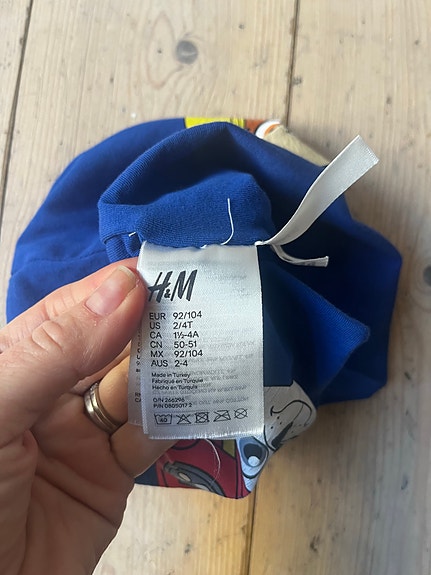 H&M
EUR 92/104
US 2/4T
CA 1½-4A
CN 50-51
MX 92/104
AUS 2-4
Made in Turkey
Fabriqué en Turquie
Hecho en Turquía
O/N 266296
P/N 0805017 2
40